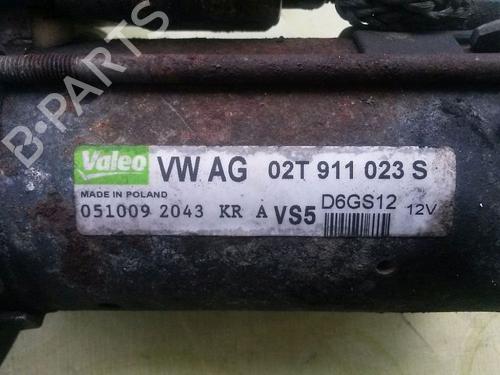 B-PARTS
Valeo VW AG 02T 911 023 S
MADE IN POLAND
051009 2043 KR A VS5 D6GS12 12V